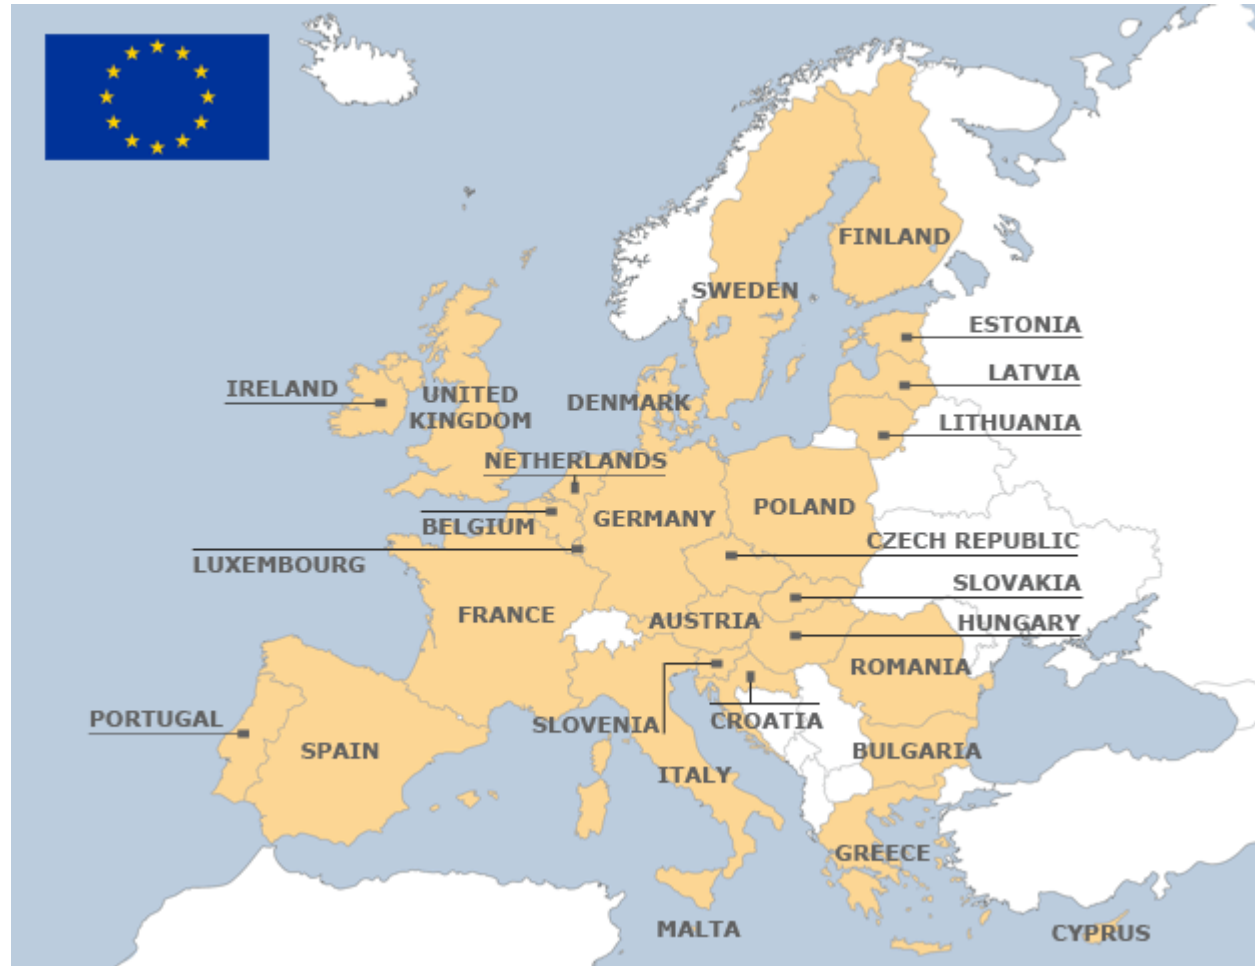 FINLAND
SWEDEN
ESTONIA
LATVIA
IRELAND
UNITED
KINGDOM
DENMARK
LITHUANIA
NETHERLANDS
BELGIUM
GERMANY
POLAND
CZECH REPUBLIC
LUXEMBOURG
SLOVAKIA
FRANCE
AUSTRIA
HUNGARY
ROMANIA
PORTUGAL
SLOVENIA
CROATIA
SPAIN
BULGARIA
ITALY
GREECE
MALTA
CYPRUS